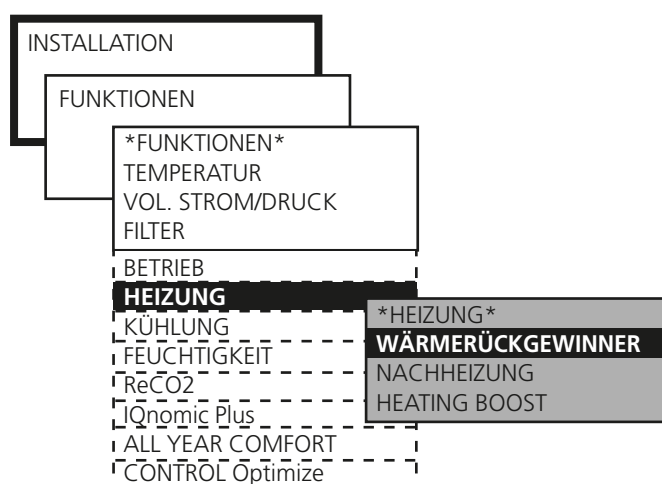 INSTALLATION
FUNKTIONEN
*FUNKTIONEN*
TEMPERATUR
VOL. STROM/DRUCK
FILTER
BETRIEB
HEIZUNG
KÜHLUNG
FEUCHTIGKEIT
ReCO2
IQnomic Plus
ALL YEAR COMFORT
CONTROL Optimize
*HEIZUNG*
WÄRMERÜCKGEWINNER
NACHHEIZUNG
HEATING BOOST